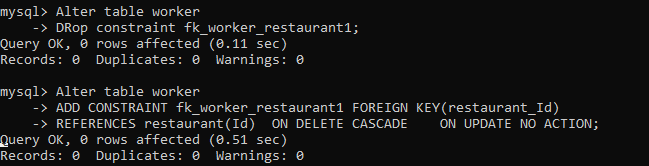 mysql> Alter table worker
    -> DRop constraint fk_worker_restaurant1;
Query OK, 0 rows affected (0.11 sec)
Records: 0  Duplicates: 0  Warnings: 0

mysql> Alter table worker
    -> ADD CONSTRAINT fk_worker_restaurant1 FOREIGN KEY(restaurant_Id)
    -> REFERENCES restaurant(Id)  ON DELETE CASCADE    ON UPDATE NO ACTION;
Query OK, 0 rows affected (0.51 sec)
Records: 0  Duplicates: 0  Warnings: 0